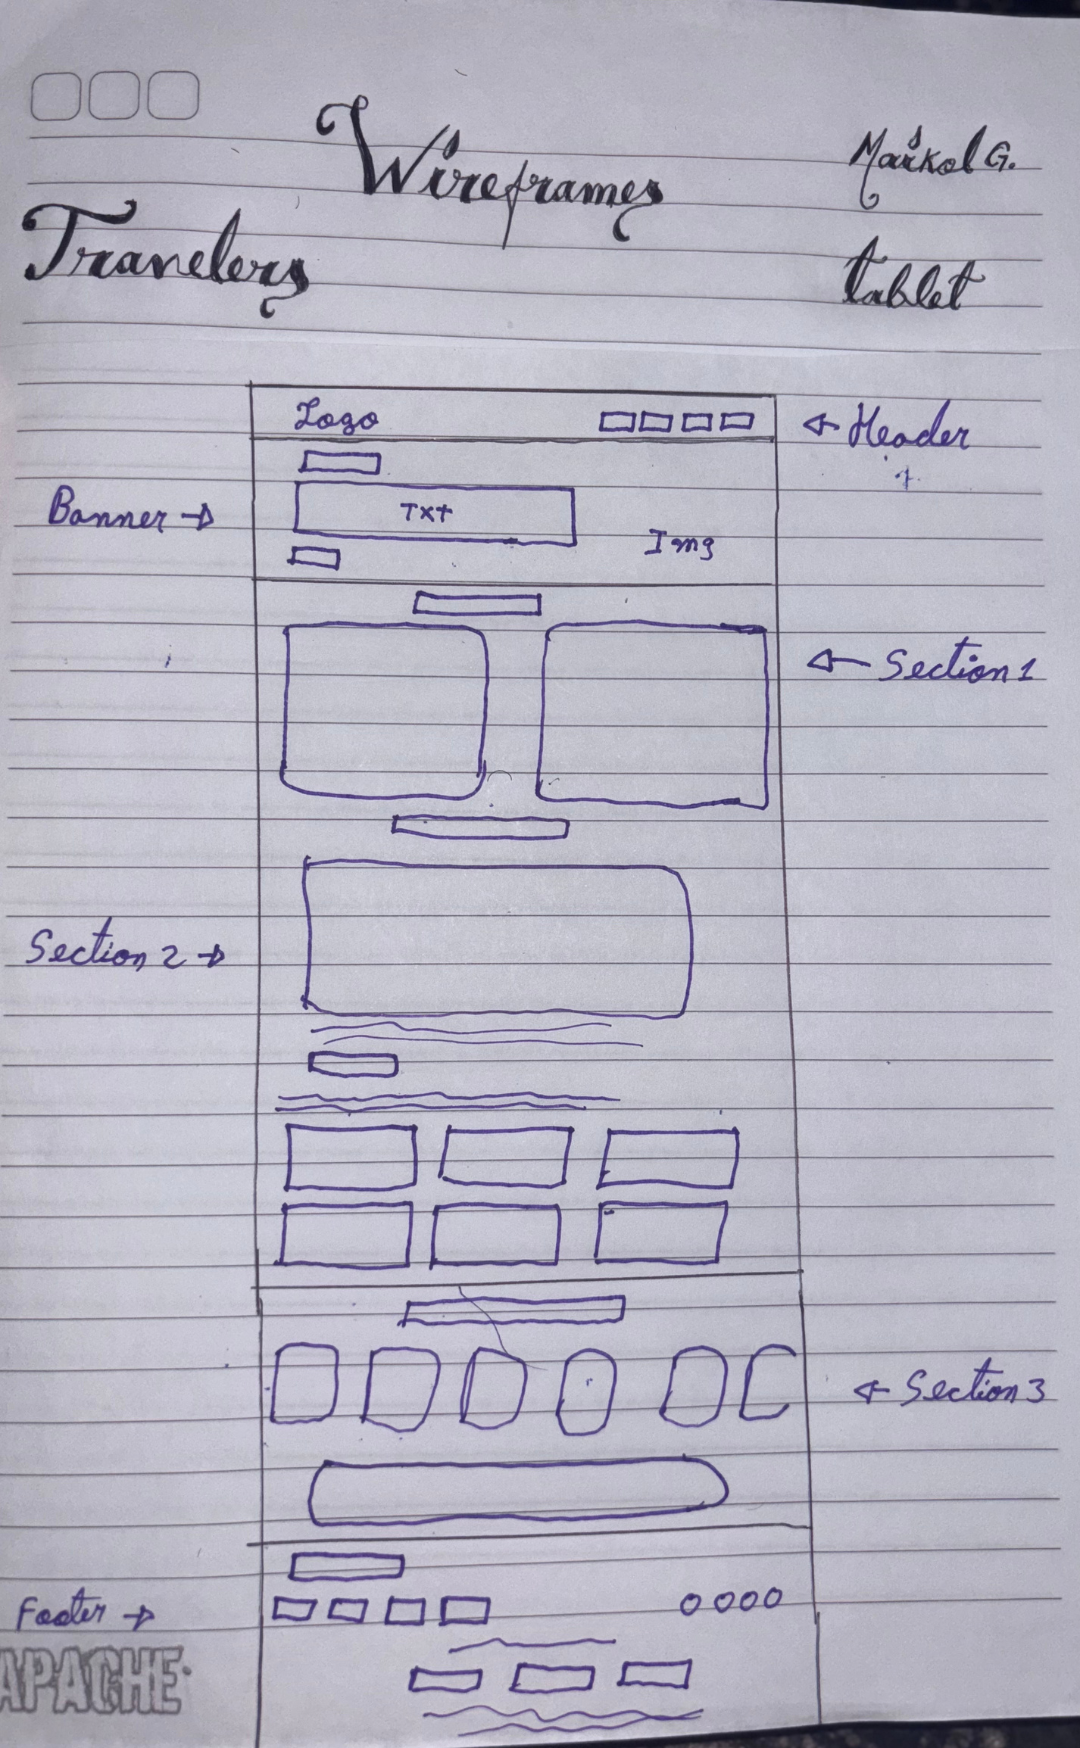 Wireframes
Maikol G.
Travelers
tablet
Logo
Header
Banner
Txt
Img
Section 1
Section 2
Section 3
Footer
APACHE